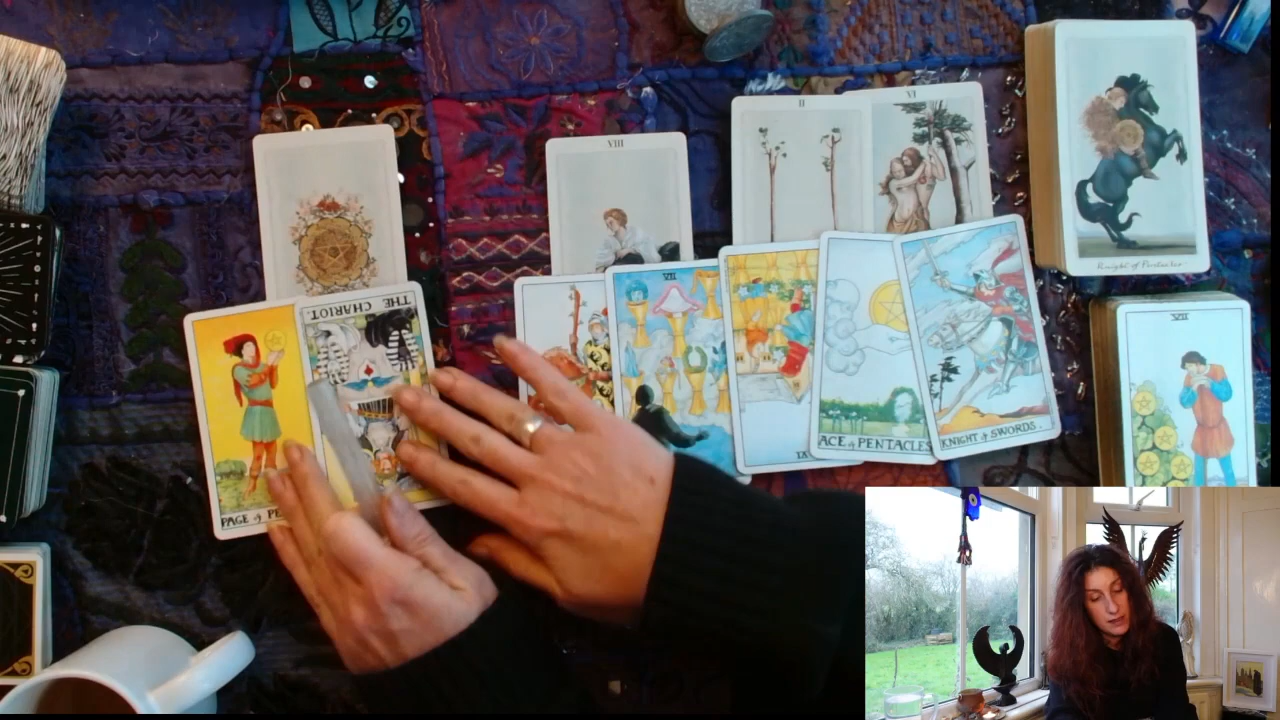 II
VI
VIII
Knight of Pentacles
THE CHARIOT.
VII
VII
PAGE of PE
ACE of PENTACLES
KNIGHT of SWORDS.